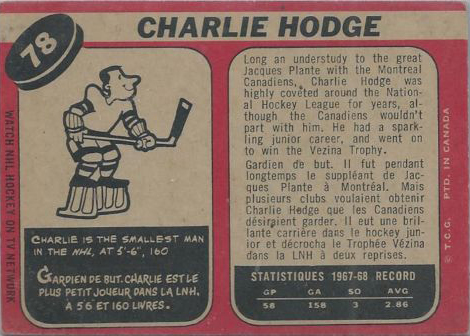 78
CHARLIE HODGE
WATCH NHL HOCKEY ON TV NETWORK
CHARLIE IS THE SMALLEST MAN
IN THE NHL, AT 5'-6", 160
GARDIEN DE BUT. CHARLIE EST LE
PLUS PETIT JOUEUR DANS LA LNH.
À 5 6 ET 160 LIVRES.
Long an understudy to the great
Jacques Plante with the Montreal
Canadiens, Charlie Hodge was
highly coveted around the Nation-
al Hockey League for years, al-
though the Canadiens wouldn't
part with him. He had a spark-
ling junior career, and went on
to win the Vezina Trophy.
Gardien de but. Il fut pendant
longtemps le suppléant de Jac-
ques Plante à Montréal. Mais
plusieurs clubs voulaient obtenir
Charlie Hodge que les Canadiens
désiraient garder. Il eut une bril-
lante carrière dans le hockey jun-
ior et décrocha le Trophée Vézina
dans la LNH à deux reprises.
STATISTIQUES 1967-68 RECORD
GP GA SO AVG
58 158 3 2.86
© T.C.G. PTD. IN CANADA